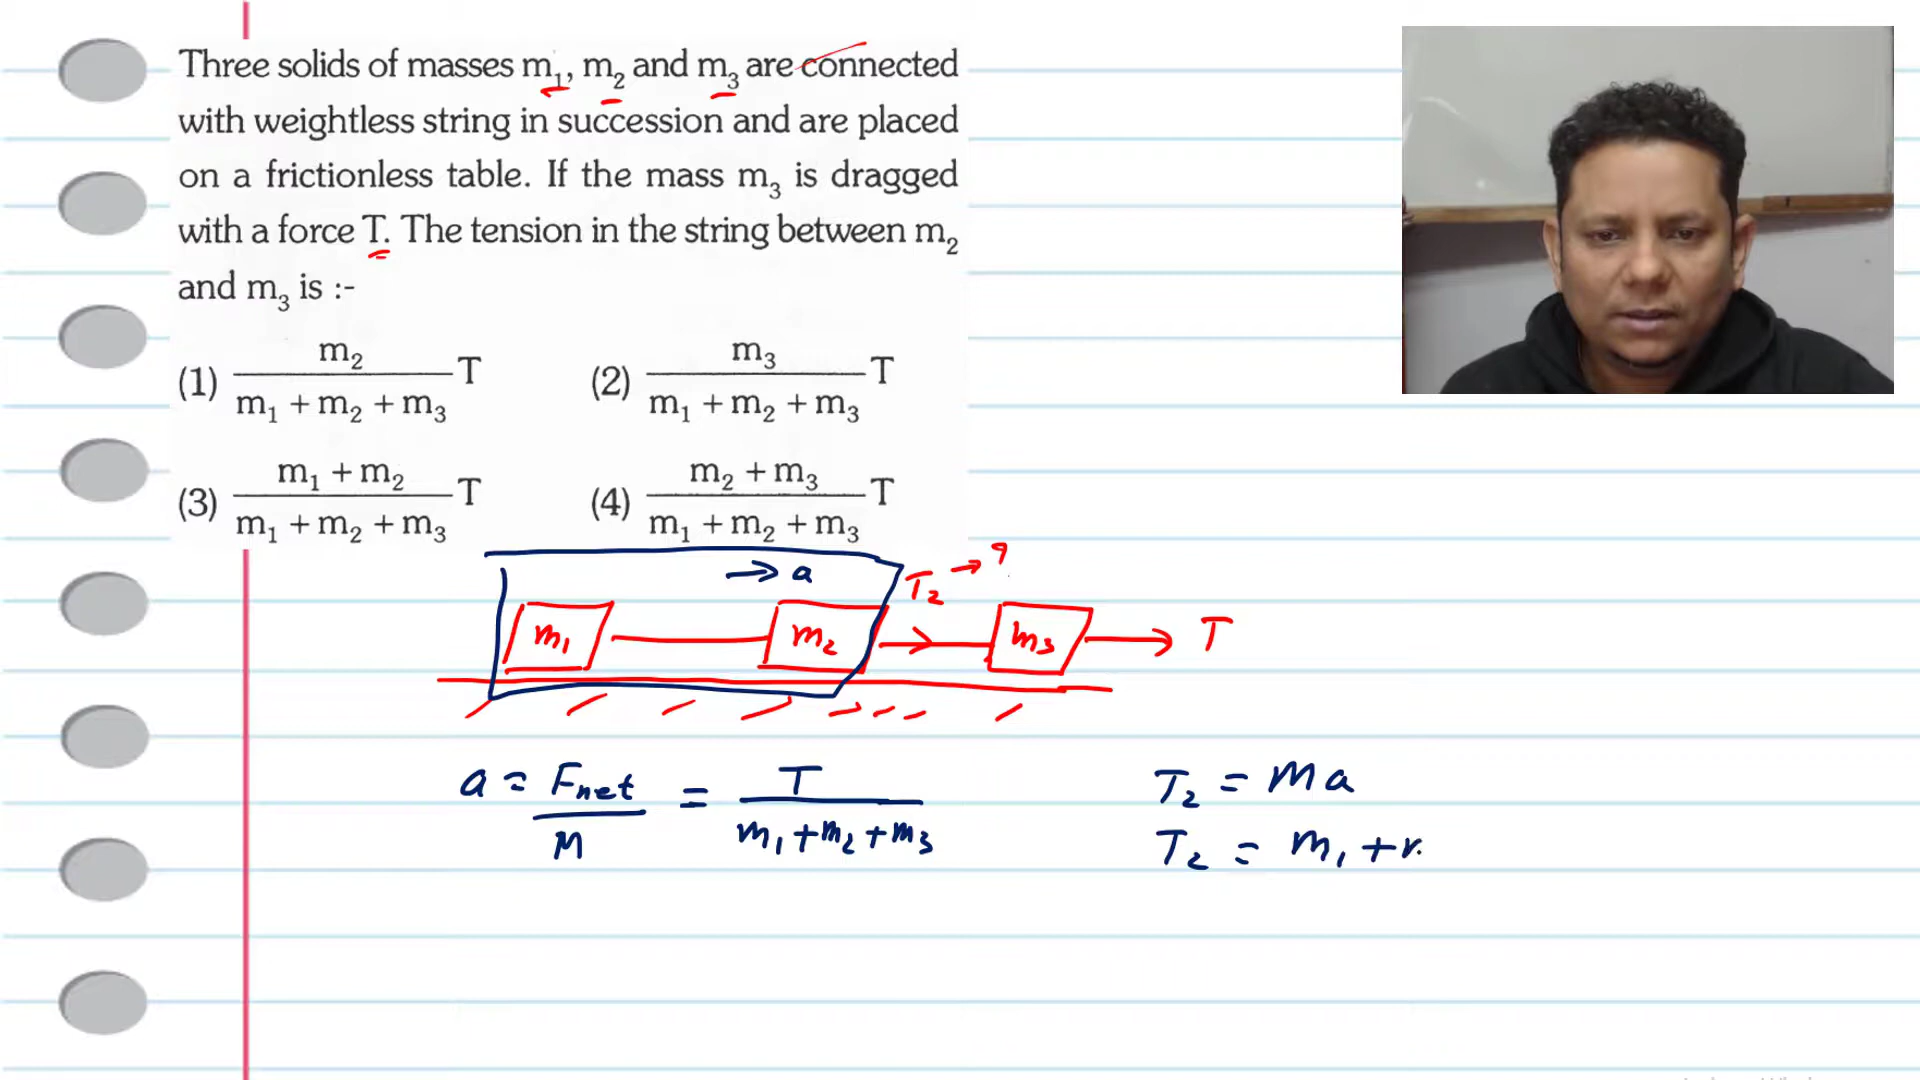 Three solids of masses m₁, m₂ and m₃ are connected
with weightless string in succession and are placed
on a frictionless table. If the mass m₃ is dragged
with a force T. The tension in the string between m₂
and m₃ is :-
(1) m₂ / (m₁ + m₂ + m₃) T (2) m₃ / (m₁ + m₂ + m₃) T
(3) (m₁ + m₂) / (m₁ + m₂ + m₃) T (4) (m₂ + m₃) / (m₁ + m₂ + m₃) T
→ a T₂ → ?
m₁ m₂ m₃ → T
a = Fnet / M = T / (m₁ + m₂ + m₃) T₂ = Ma
T₂ = m₁ +